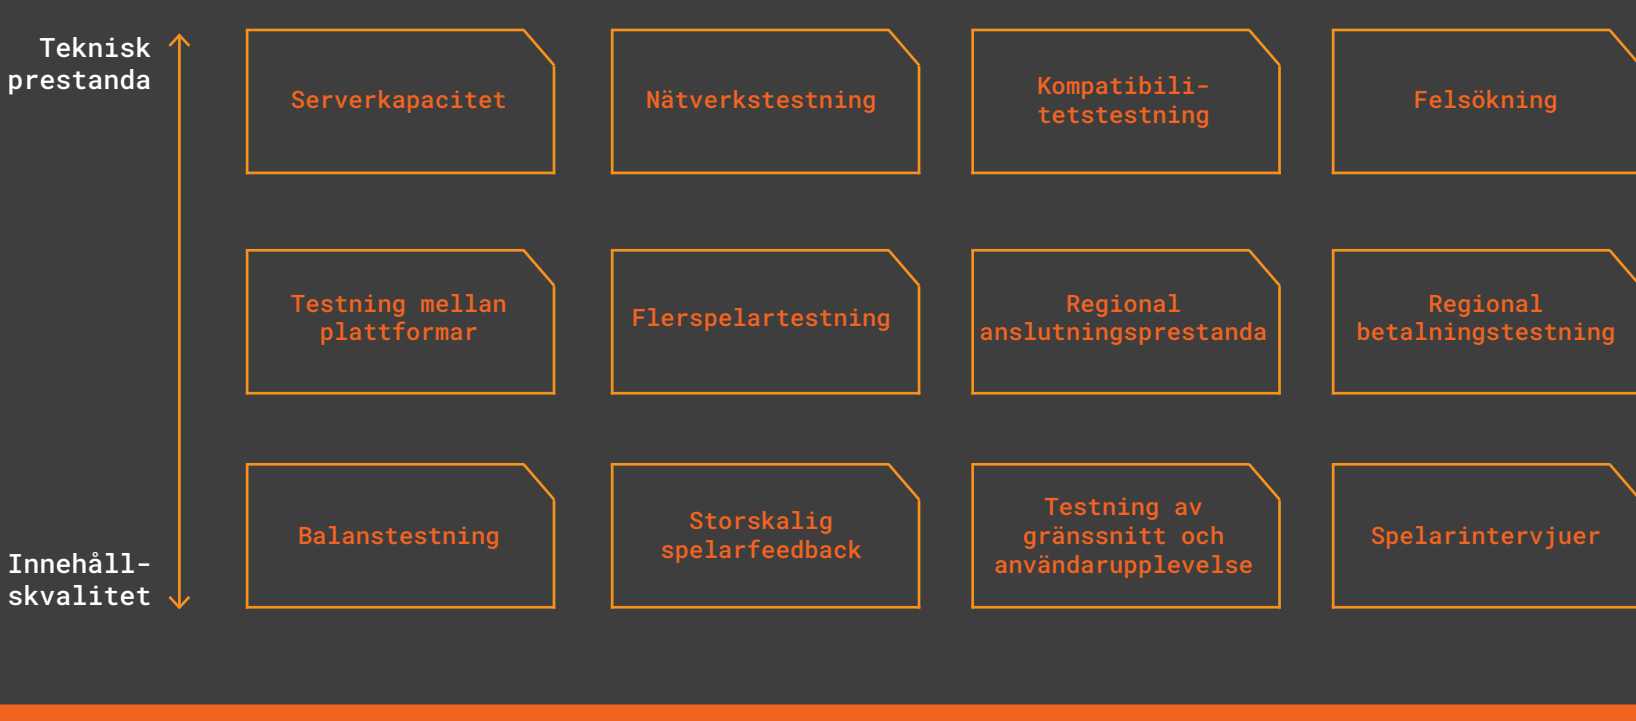 Teknisk
prestanda
Serverkapacitet
Nätverkstestning
Kompatibili-
tetstestning
Felsökning
Testning mellan
plattformar
Flerspelartestning
Regional
anslutningsprestanda
Regional
betalningstestning
Balanstestning
Storskalig
spelarfeedback
Testning av
gränssnitt och
användarupplevelse
Spelarintervjuer
Innehåll-
skvalitet